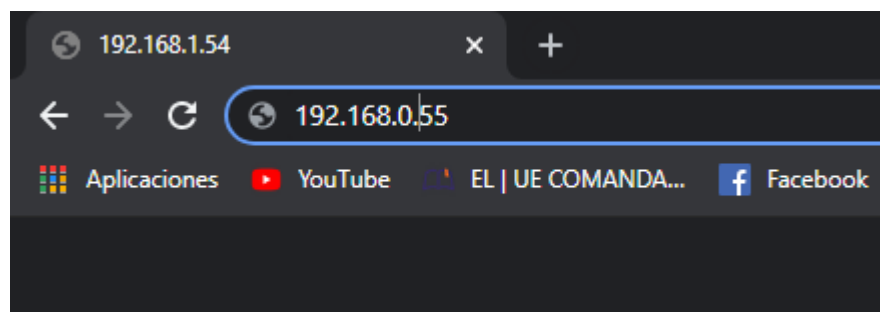 192.168.1.54
192.168.0.55
Aplicaciones YouTube EL | UE COMANDA... Facebook